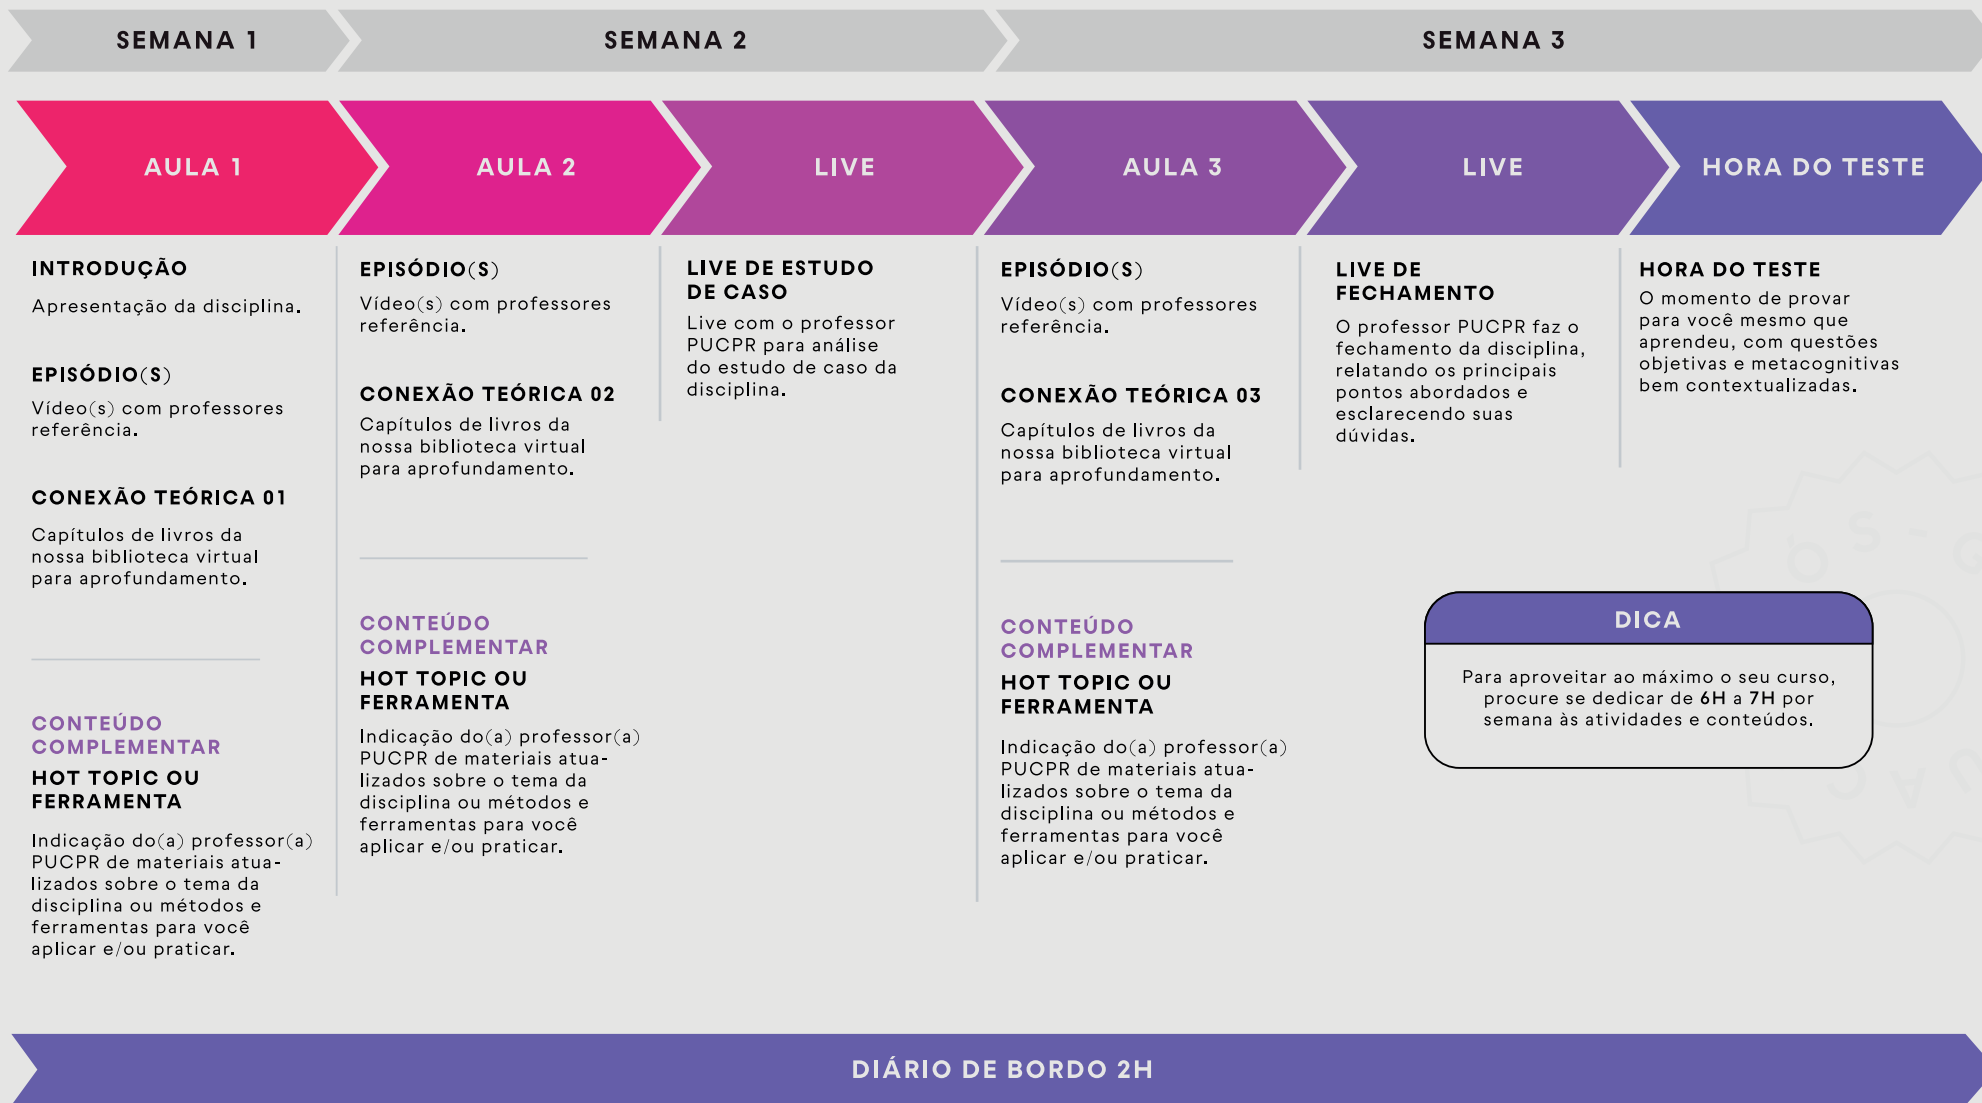 SEMANA 1
SEMANA 2
SEMANA 3
AULA 1
AULA 2
LIVE
AULA 3
LIVE
HORA DO TESTE
INTRODUÇÃO
Apresentação da disciplina.
EPISÓDIO(S)
Vídeo(s) com professores
referência.
CONEXÃO TEÓRICA 01
Capítulos de livros da
nossa biblioteca virtual
para aprofundamento.
CONTEÚDO
COMPLEMENTAR
HOT TOPIC OU
FERRAMENTA
Indicação do(a) professor(a)
PUCPR de materiais atua-
lizados sobre o tema da
disciplina ou métodos e
ferramentas para você
aplicar e/ou praticar.
EPISÓDIO(S)
Vídeo(s) com professores
referência.
CONEXÃO TEÓRICA 02
Capítulos de livros da
nossa biblioteca virtual
para aprofundamento.
CONTEÚDO
COMPLEMENTAR
HOT TOPIC OU
FERRAMENTA
Indicação do(a) professor(a)
PUCPR de materiais atua-
lizados sobre o tema da
disciplina ou métodos e
ferramentas para você
aplicar e/ou praticar.
LIVE DE ESTUDO
DE CASO
Live com o professor
PUCPR para análise
do estudo de caso da
disciplina.
EPISÓDIO(S)
Vídeo(s) com professores
referência.
CONEXÃO TEÓRICA 03
Capítulos de livros da
nossa biblioteca virtual
para aprofundamento.
CONTEÚDO
COMPLEMENTAR
HOT TOPIC OU
FERRAMENTA
Indicação do(a) professor(a)
PUCPR de materiais atua-
lizados sobre o tema da
disciplina ou métodos e
ferramentas para você
aplicar e/ou praticar.
LIVE DE
FECHAMENTO
O professor PUCPR faz o
fechamento da disciplina,
relatando os principais
pontos abordados e
esclarecendo suas
dúvidas.
HORA DO TESTE
O momento de provar
para você mesmo que
aprendeu, com questões
objetivas e metacognitivas
bem contextualizadas.
DICA
Para aproveitar ao máximo o seu curso,
procure se dedicar de 6H a 7H por
semana às atividades e conteúdos.
DIÁRIO DE BORDO 2H